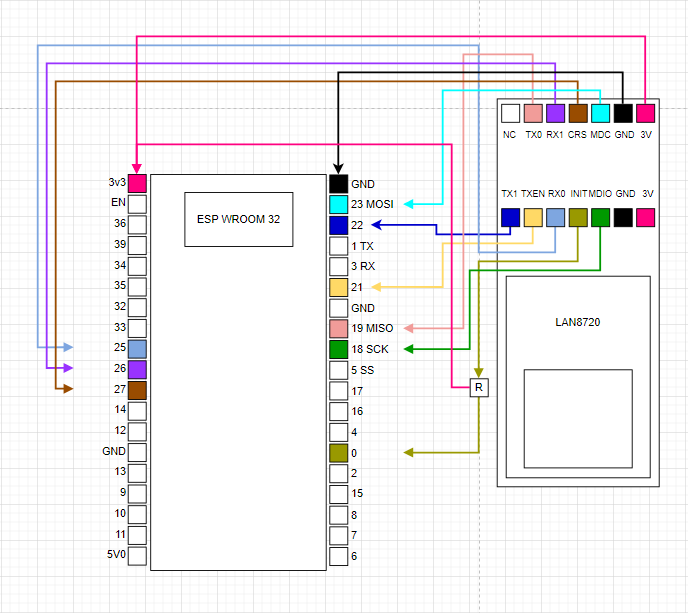 NC TX0 RX1 CRS MDC GND 3V
3v3
GND
TX1 TXEN RX0 INIT MDIO GND 3V
EN
ESP WROOM 32
23 MOSI
36
22
39
1 TX
34
3 RX
35
21
32
GND
LAN8720
33
19 MISO
25
18 SCK
26
5 SS
27
17
R
14
16
12
4
GND
0
13
2
9
15
10
8
11
7
5V0
6